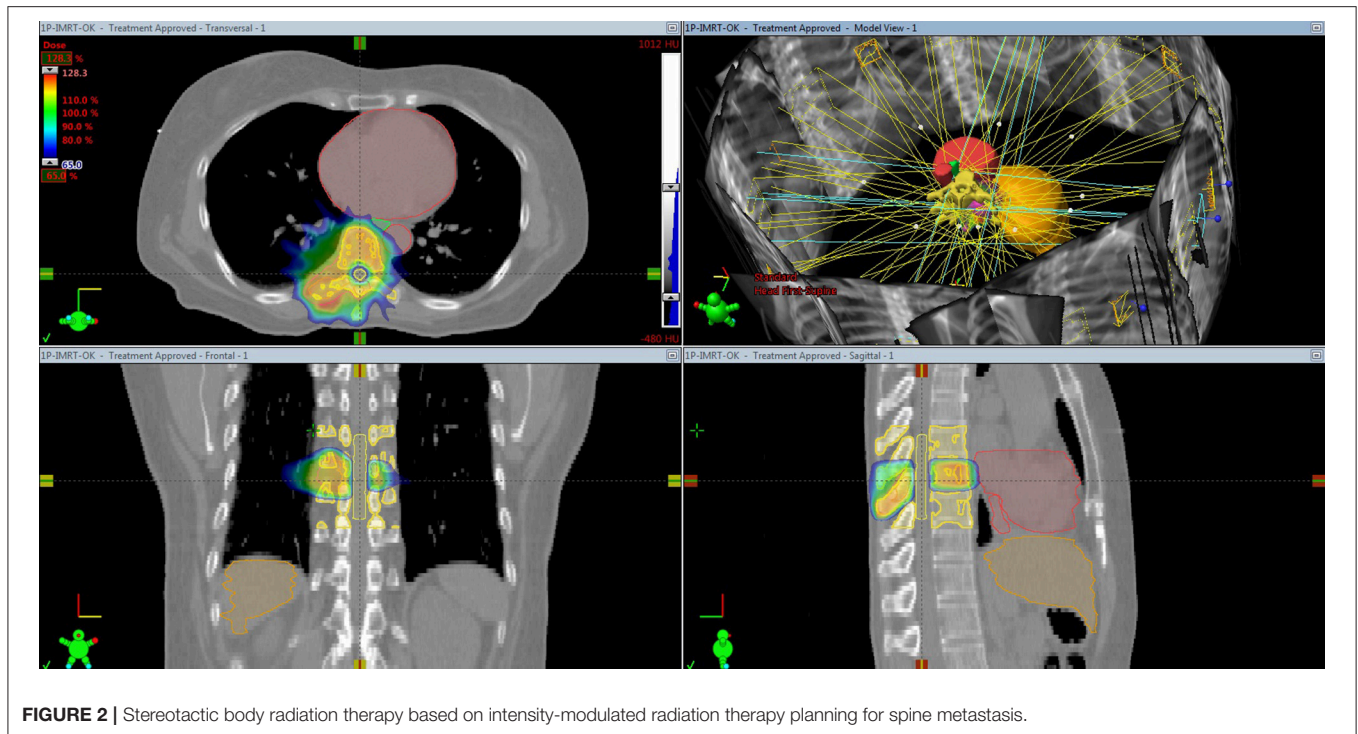 1P-IMRT-OK - Treatment Approved - Transversal - 1
Dose
128.3 %
128.3
110.0 %
100.0 %
90.0 %
80.0 %
65.0
65.0 %
1012 HU
-480 HU
1P-IMRT-OK - Treatment Approved - Model View - 1
Standard
Head First-Supine
1P-IMRT-OK - Treatment Approved - Frontal - 1
1P-IMRT-OK - Treatment Approved - Sagittal - 1
FIGURE 2 | Stereotactic body radiation therapy based on intensity-modulated radiation therapy planning for spine metastasis.